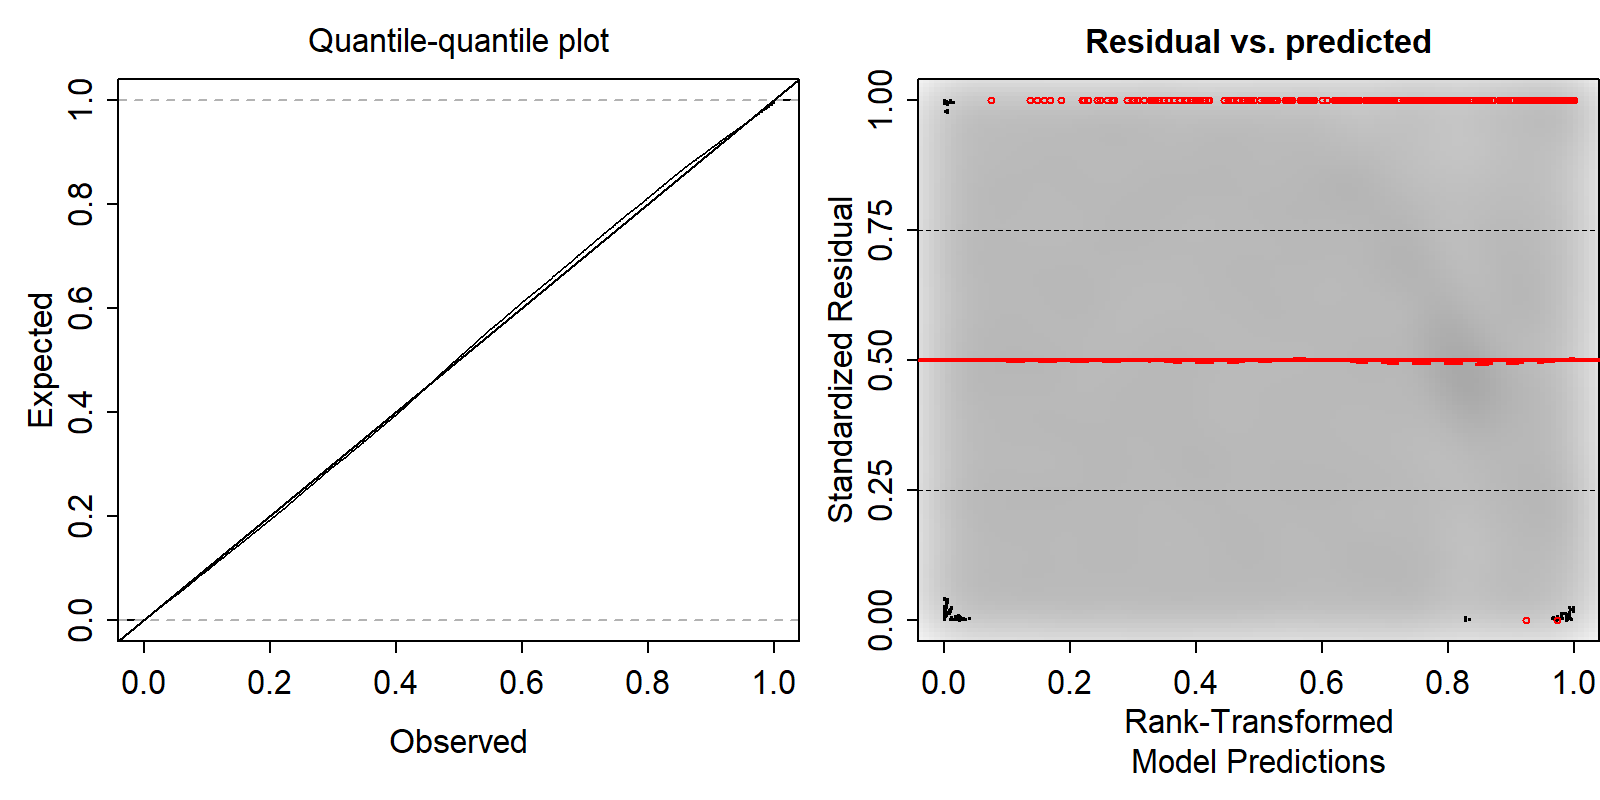 Quantile-quantile plot
Expected
0.0 0.2 0.4 0.6 0.8 1.0
0.0 0.2 0.4 0.6 0.8 1.0
Observed
Residual vs. predicted
Standardized Residual
0.00 0.25 0.50 0.75 1.00
0.0 0.2 0.4 0.6 0.8 1.0
Rank-Transformed
Model Predictions